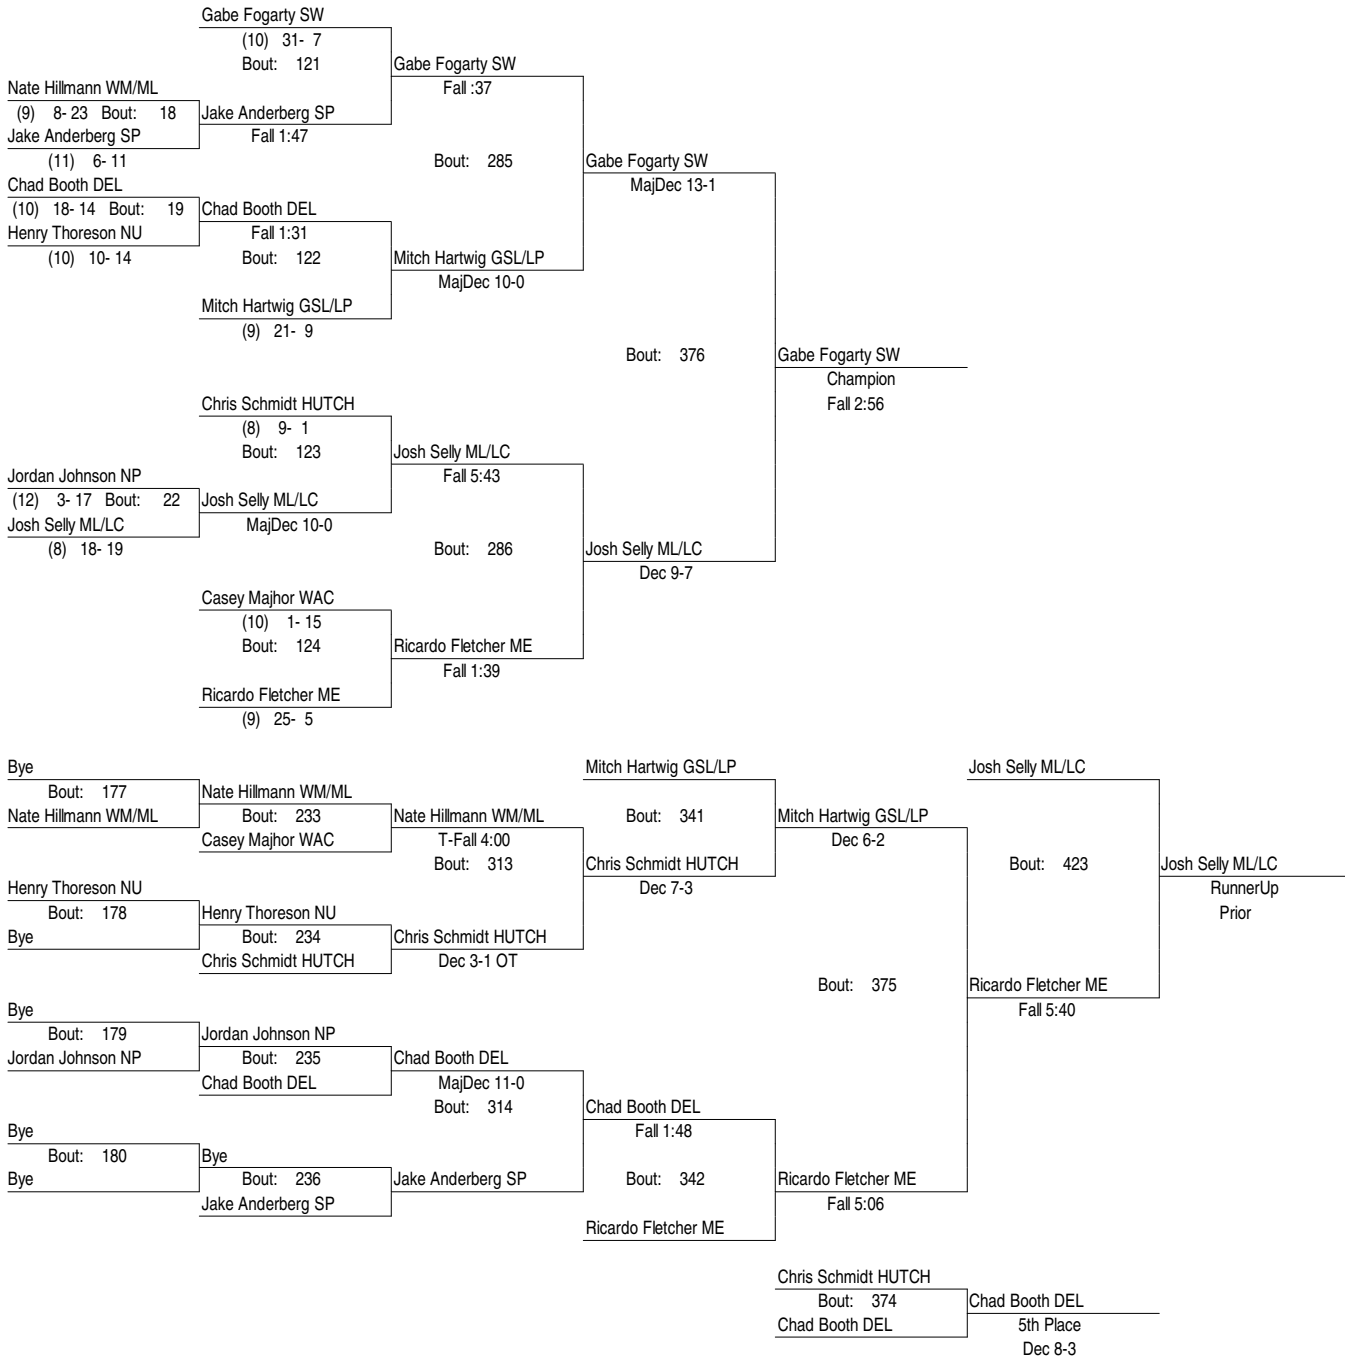 Gabe Fogarty SW
(10) 31- 7
Bout: 121
Gabe Fogarty SW
Nate Hillmann WM/ML
Fall :37
(9) 8- 23 Bout: 18
Jake Anderberg SP
Jake Anderberg SP
Fall 1:47
(11) 6- 11
Bout: 285
Gabe Fogarty SW
Chad Booth DEL
MajDec 13-1
(10) 18- 14 Bout: 19
Chad Booth DEL
Henry Thoreson NU
Fall 1:31
(10) 10- 14
Bout: 122
Mitch Hartwig GSL/LP
MajDec 10-0
Mitch Hartwig GSL/LP
(9) 21- 9
Bout: 376
Gabe Fogarty SW
Champion
Fall 2:56
Chris Schmidt HUTCH
(8) 9- 1
Bout: 123
Josh Selly ML/LC
Jordan Johnson NP
Fall 5:43
(12) 3- 17 Bout: 22
Josh Selly ML/LC
Josh Selly ML/LC
MajDec 10-0
(8) 18- 19
Bout: 286
Josh Selly ML/LC
Dec 9-7
Casey Majhor WAC
(10) 1- 15
Bout: 124
Ricardo Fletcher ME
Fall 1:39
Ricardo Fletcher ME
(9) 25- 5
Bye
Mitch Hartwig GSL/LP
Josh Selly ML/LC
Bout: 177
Nate Hillmann WM/ML
Nate Hillmann WM/ML
Bout: 233
Nate Hillmann WM/ML
Bout: 341
Mitch Hartwig GSL/LP
Casey Majhor WAC
T-Fall 4:00
Dec 6-2
Bout: 313
Chris Schmidt HUTCH
Bout: 423
Josh Selly ML/LC
Henry Thoreson NU
Dec 7-3
RunnerUp
Bout: 178
Henry Thoreson NU
Prior
Bye
Bout: 234
Chris Schmidt HUTCH
Chris Schmidt HUTCH
Dec 3-1 OT
Bout: 375
Ricardo Fletcher ME
Bye
Fall 5:40
Bout: 179
Jordan Johnson NP
Jordan Johnson NP
Bout: 235
Chad Booth DEL
Chad Booth DEL
MajDec 11-0
Bout: 314
Chad Booth DEL
Bye
Fall 1:48
Bout: 180
Bye
Bye
Bout: 236
Jake Anderberg SP
Bout: 342
Ricardo Fletcher ME
Jake Anderberg SP
Fall 5:06
Ricardo Fletcher ME
Chris Schmidt HUTCH
Bout: 374
Chad Booth DEL
Chad Booth DEL
5th Place
Dec 8-3